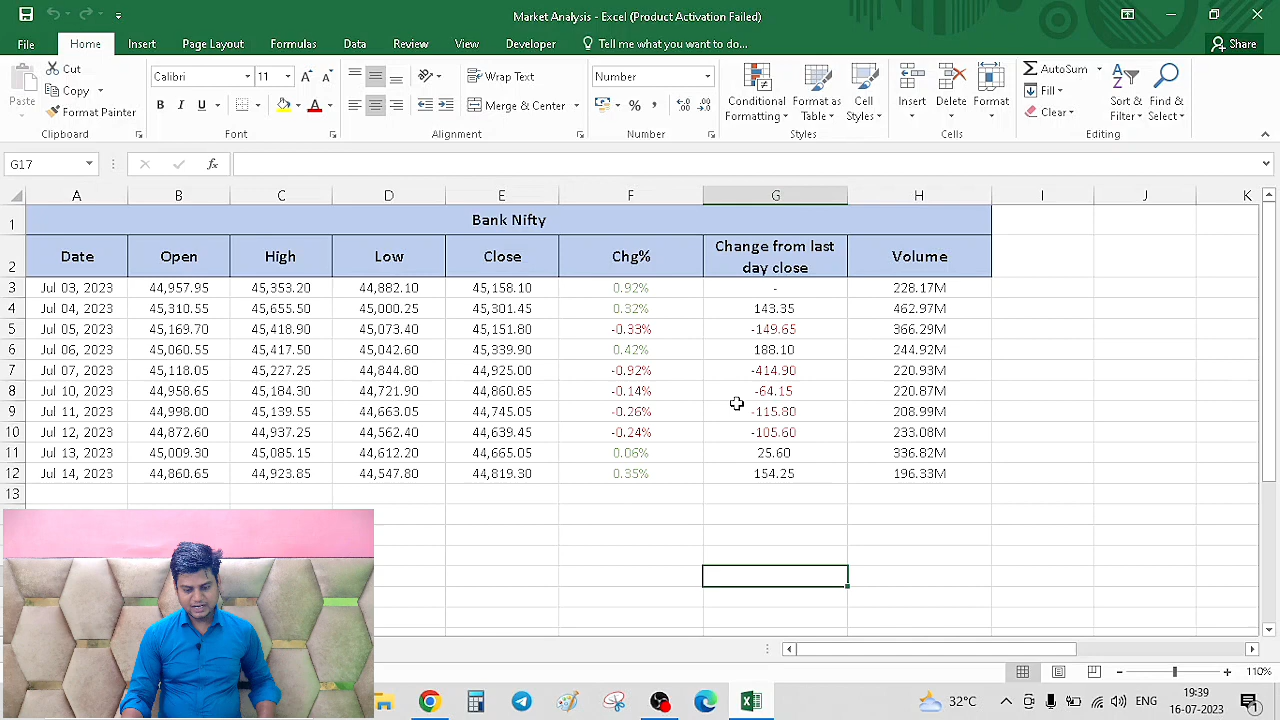 Market Analysis - Excel (Product Activation Failed)
File Home Insert Page Layout Formulas Data Review View Help Tell me what you want to do... Share
Paste Cut Copy Format Painter Clipboard
Calibri 11 A A B I U A Font
ab Wrap Text Merge & Center Alignment
Number % , .0 .00 Number
Conditional Formatting Format as Table Cell Styles Styles
Insert Delete Format Cells
AutoSum Fill Clear Sort & Filter Find & Select Editing
G17 fx
A B C D E F G H I J K
1 Bank Nifty
2 Date Open High Low Close Chg% Change from last day close Volume
3 Jul 03, 2023 44,957.95 45,353.20 44,882.10 45,158.10 0.92% - 228.17M
4 Jul 04, 2023 45,310.55 45,655.50 45,000.25 45,301.45 0.32% 143.35 462.97M
5 Jul 05, 2023 45,169.70 45,418.90 45,073.40 45,151.80 -0.33% -149.65 366.29M
6 Jul 06, 2023 45,060.55 45,417.50 45,042.60 45,339.90 0.42% 188.10 244.92M
7 Jul 07, 2023 45,118.05 45,227.25 44,844.80 44,925.00 -0.92% -414.90 220.93M
8 Jul 10, 2023 44,958.65 45,184.30 44,721.90 44,860.85 -0.14% -64.15 220.87M
9 Jul 11, 2023 44,998.00 45,139.55 44,663.05 44,745.05 -0.26% -115.80 208.99M
10 Jul 12, 2023 44,872.60 44,937.25 44,562.40 44,639.45 -0.24% -105.60 233.08M
11 Jul 13, 2023 45,009.30 45,085.15 44,612.20 44,665.05 0.06% 25.60 336.82M
12 Jul 14, 2023 44,860.65 44,923.85 44,547.80 44,819.30 0.35% 154.25 196.33M
13
110%
32°C ENG 19:39
16-07-2023 1